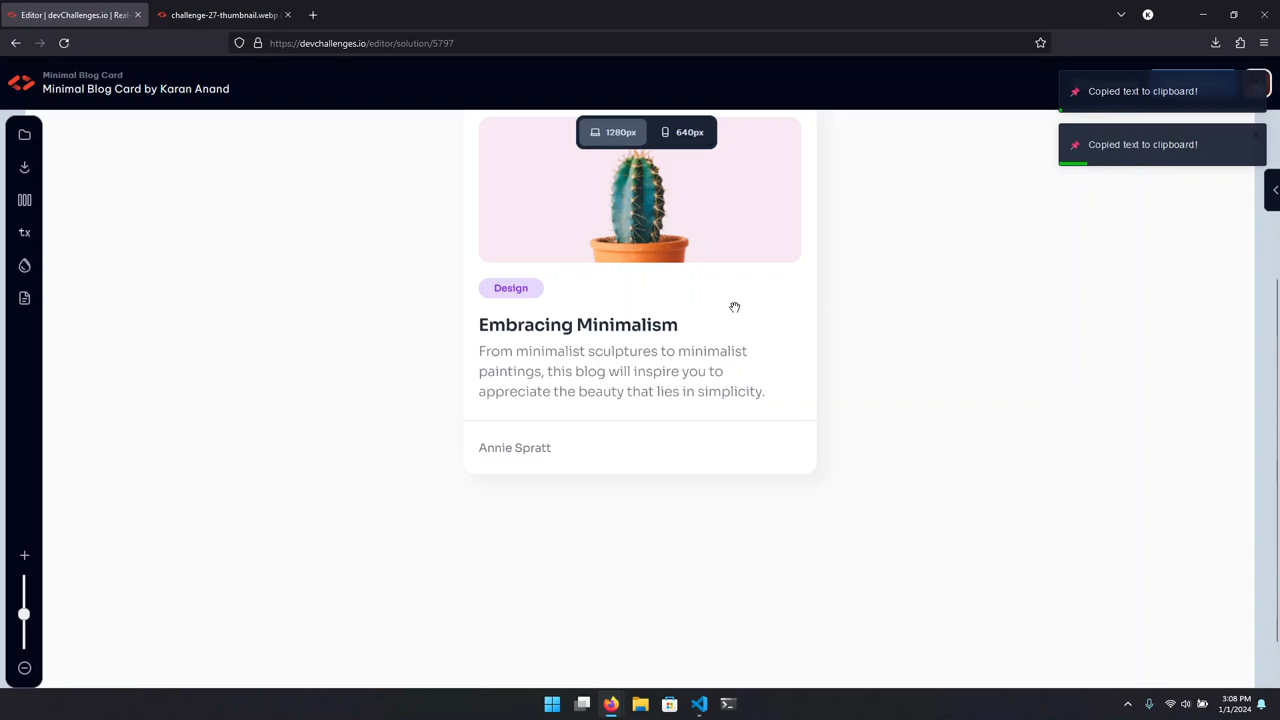 Editor | devChallenges.io | Real
challenge-27-thumbnail.webp
https://devchallenges.io/editor/solution/5797
Minimal Blog Card
Minimal Blog Card by Karan Anand
Copied text to clipboard!
Copied text to clipboard!
1280px
640px
tx
Design
Embracing Minimalism
From minimalist sculptures to minimalist
paintings, this blog will inspire you to
appreciate the beauty that lies in simplicity.
Annie Spratt
K
3:08 PM
1/1/2024